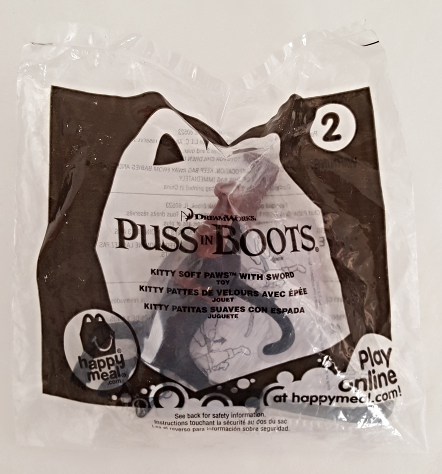 2
DREAMWORKS
PUSS IN BOOTS®
KITTY SOFT PAWS™ WITH SWORD
TOY
KITTY PATTES DE VELOURS AVEC ÉPÉE
JOUET
KITTY PATITAS SUAVES CON ESPADA
JUGUETE
happy
meal
.com
Play
online
at happymeal.com!
See back for safety information.
Instructions touchant la sécurité au dos du sac
reverso para información sobre seguridad.